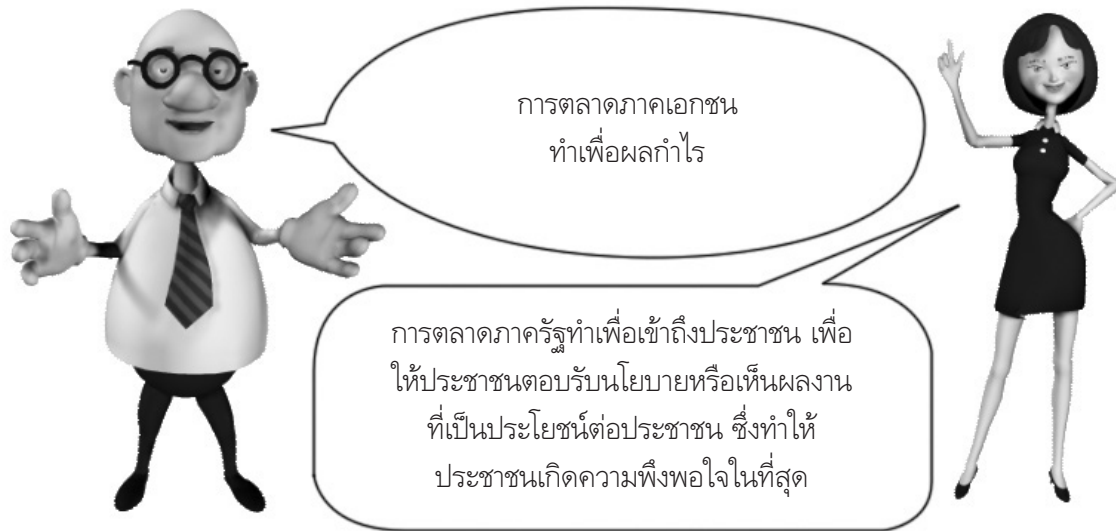 การตลาดภาคเอกชน
ทำเพื่อผลกำไร
การตลาดภาครัฐทำเพื่อเข้าถึงประชาชน เพื่อ
ให้ประชาชนตอบรับนโยบายหรือเห็นผลงาน
ที่เป็นประโยชน์ต่อประชาชน ซึ่งทำให้
ประชาชนเกิดความพึงพอใจในที่สุด